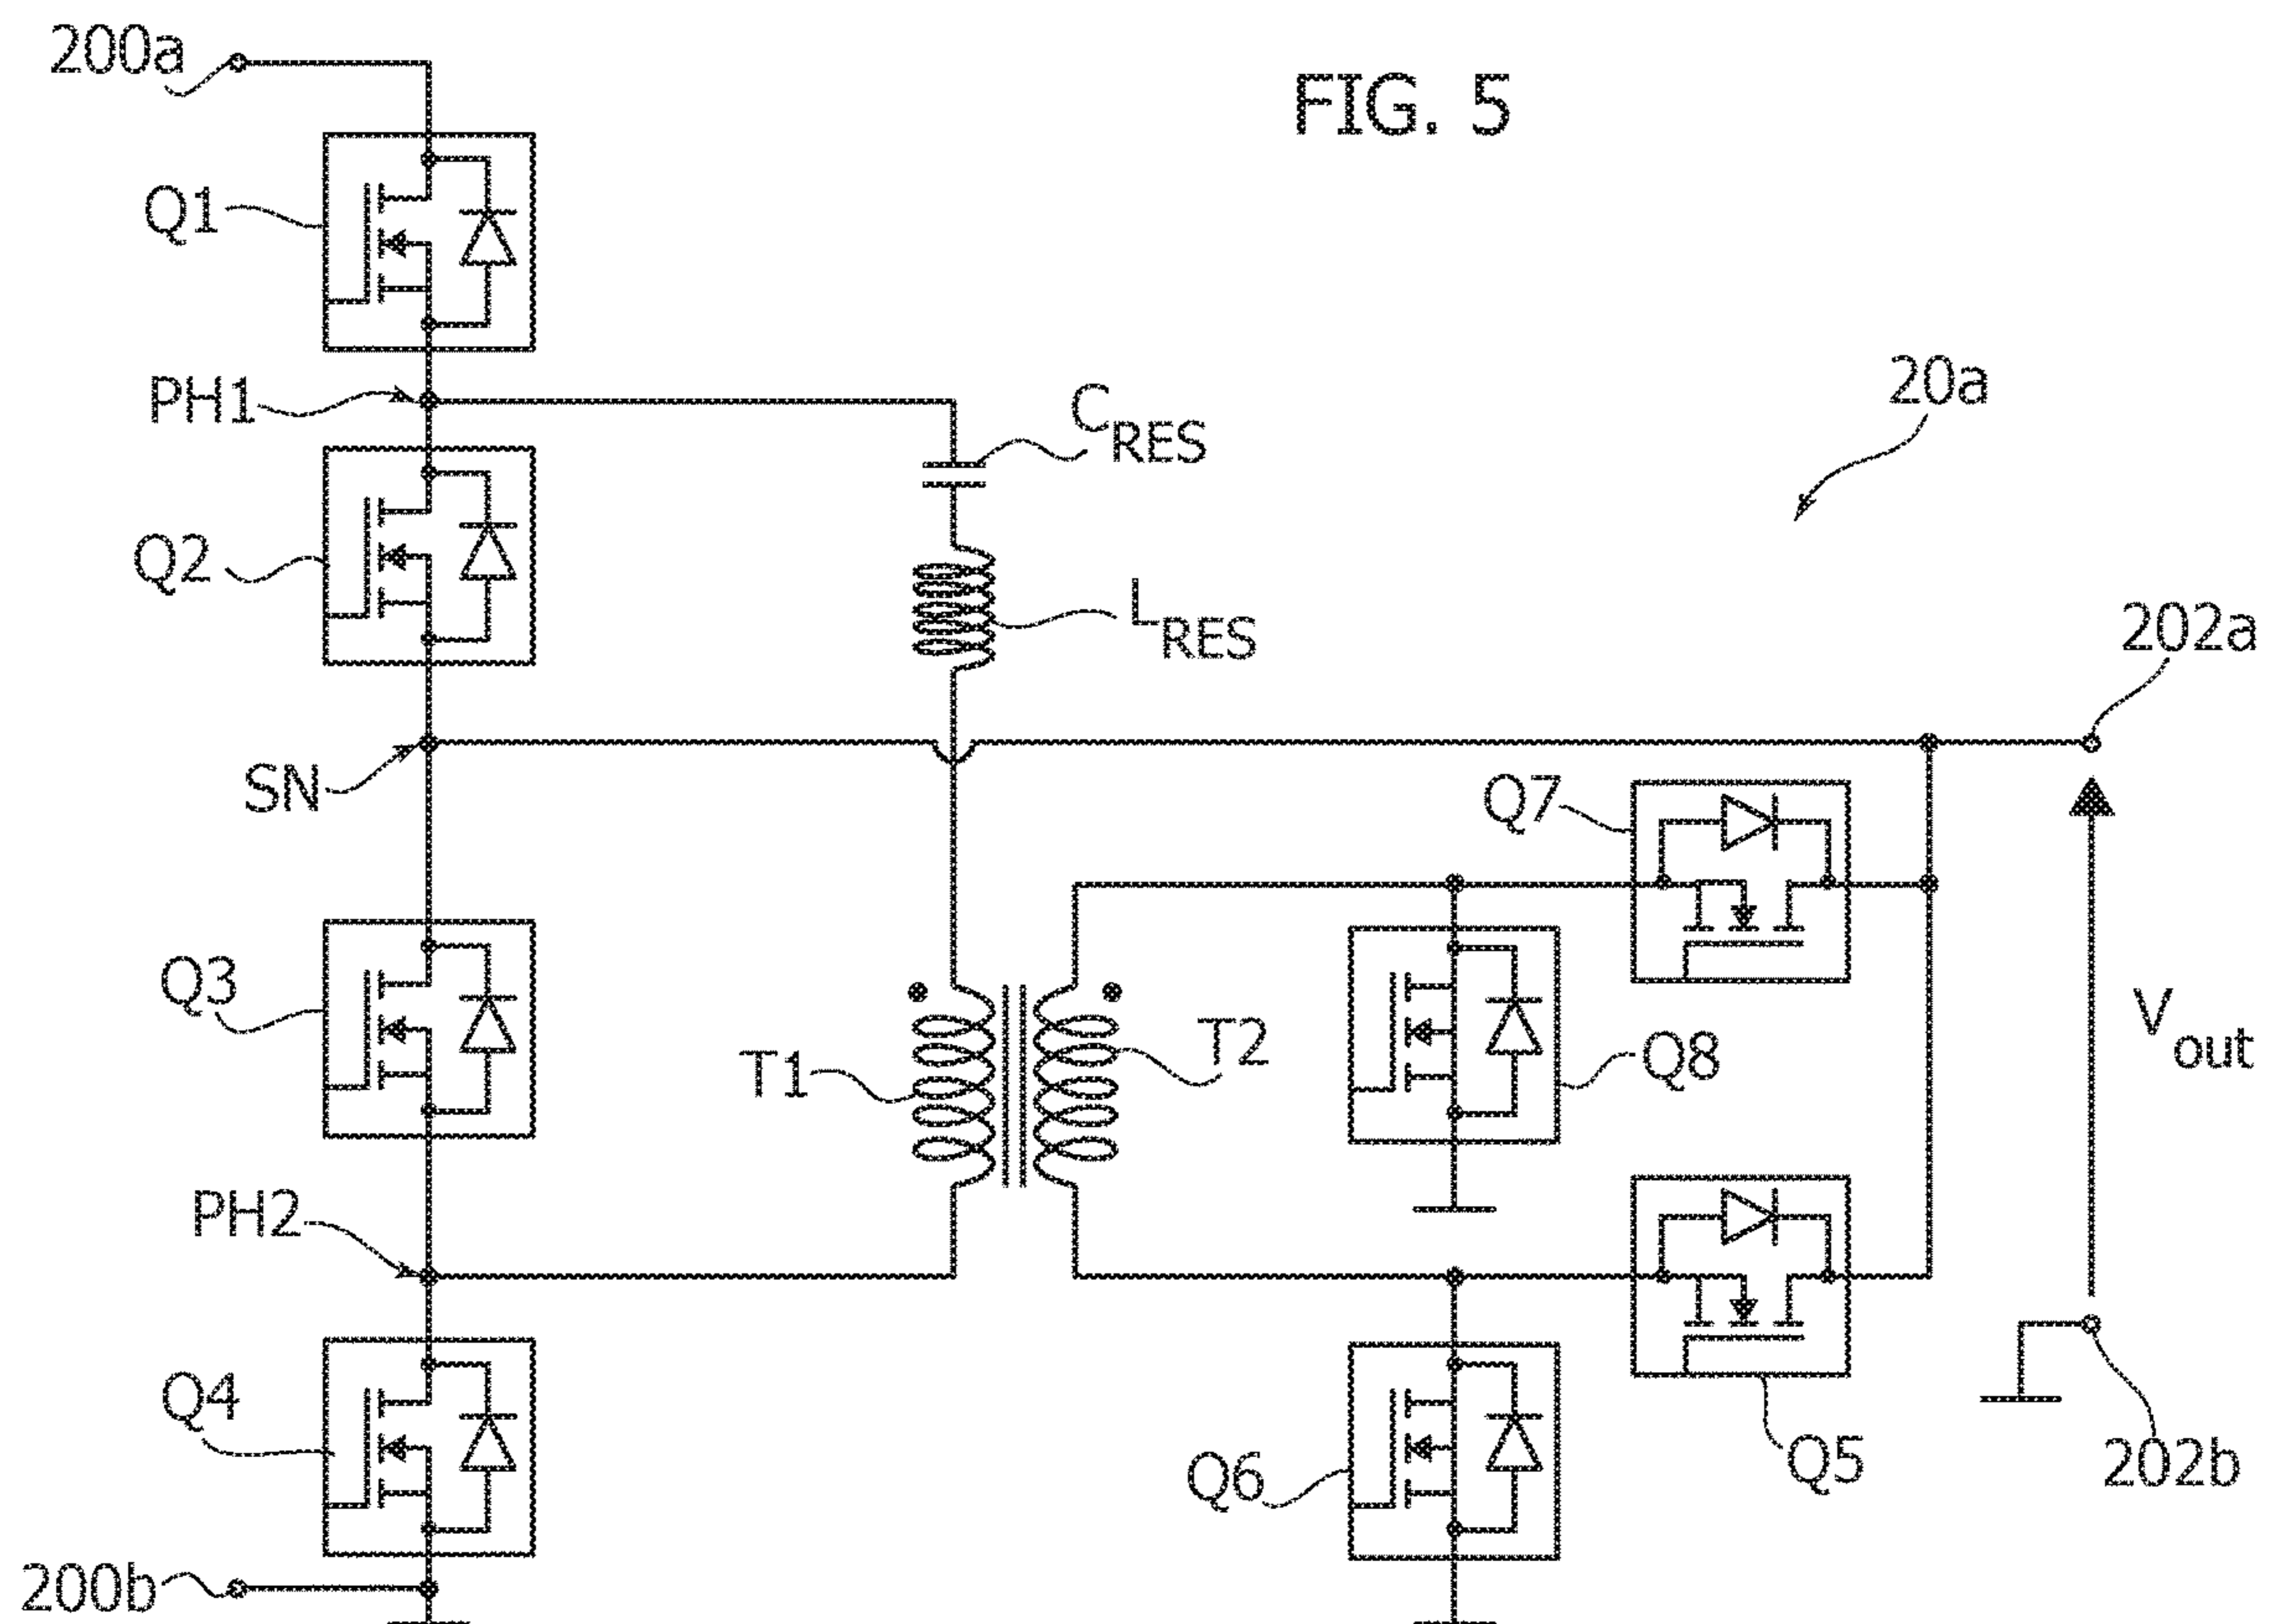 200a
FIG. 5
Q1
PH1
C_RES
20a
Q2
L_RES
202a
SN
Q7
Q3
T1
T2
Q8
V_out
PH2
Q4
Q6
Q5
202b
200b